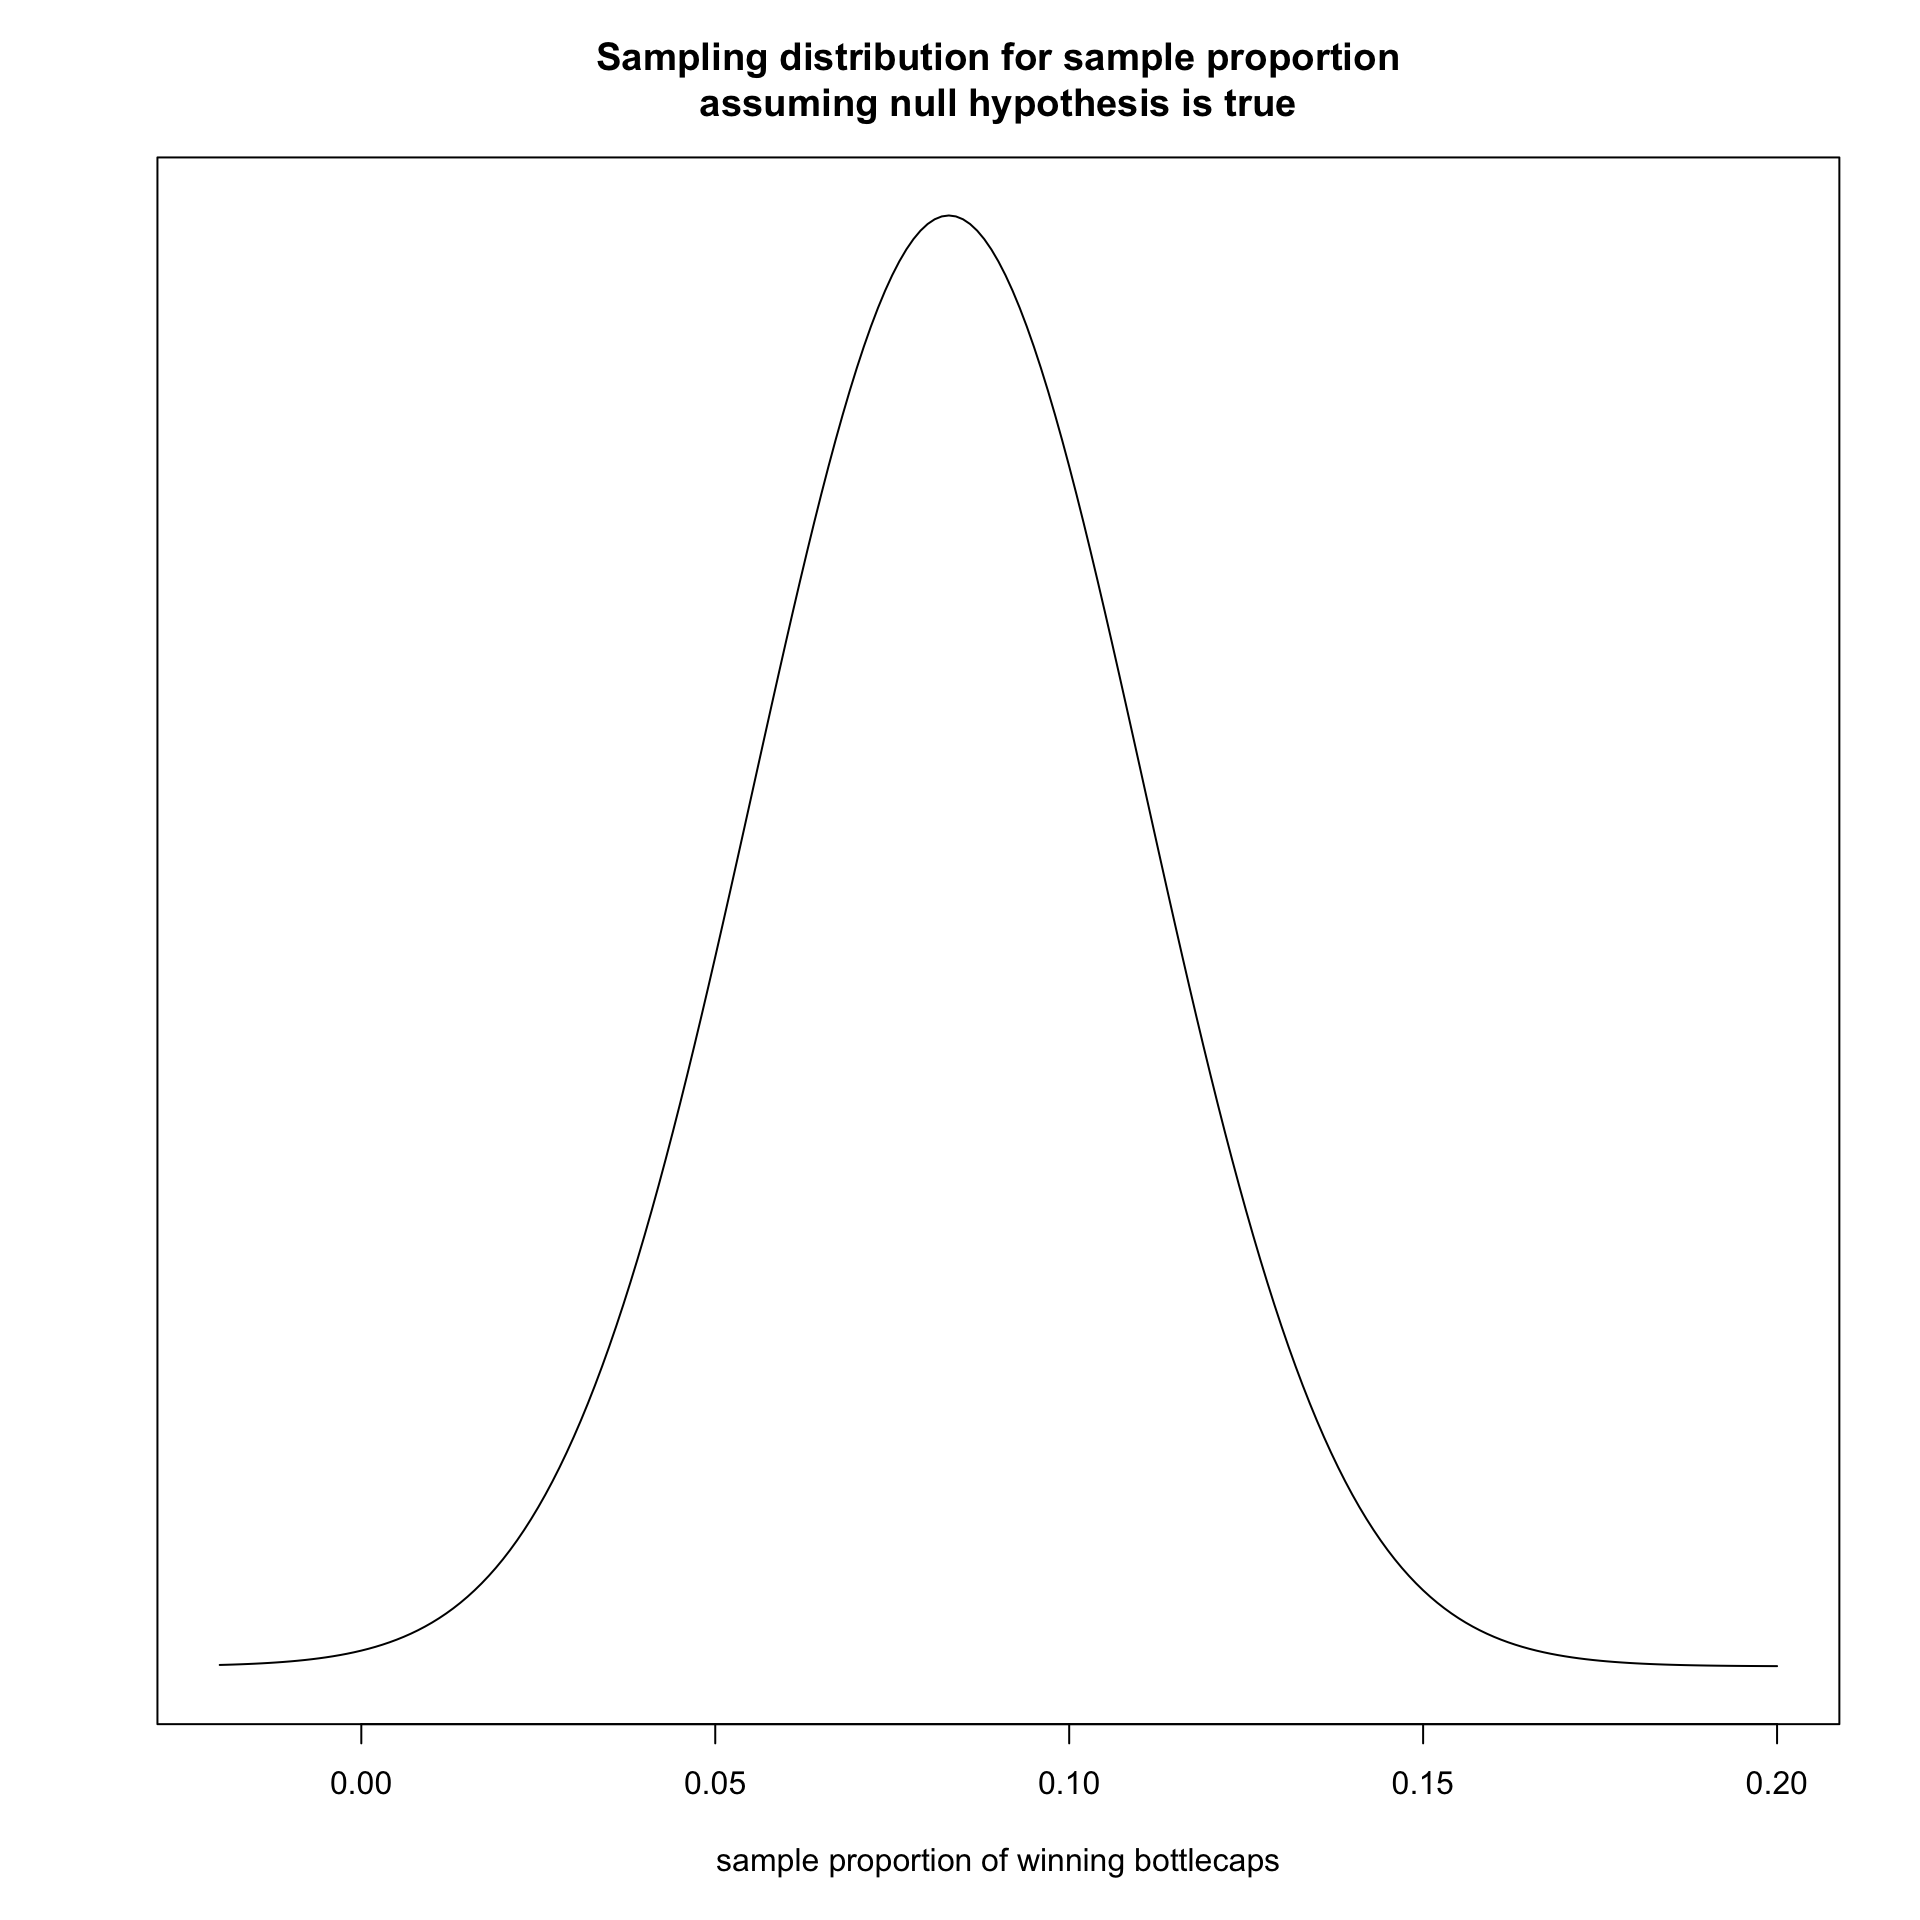 Sampling distribution for sample proportion
assuming null hypothesis is true
0.00 0.05 0.10 0.15 0.20
sample proportion of winning bottlecaps